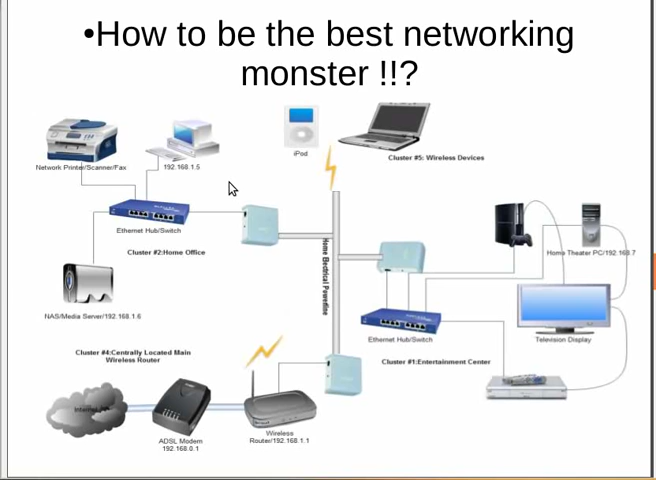 •How to be the best networking
monster !!?
iPod
Cluster #5: Wireless Devices
Network Printer/Scanner/Fax
192.168.1.5
Ethernet Hub/Switch
Cluster #2:Home Office
Home Electrical Powerline
Home Theater PC/192.168.7
NAS/Media Server/192.168.1.6
Ethernet Hub/Switch
Television Display
Cluster #4:Centrally Located Main
Wireless Router
Cluster #1:Entertainment Center
Wireless
Router/192.168.1.1
ADSL Modem
192.168.0.1